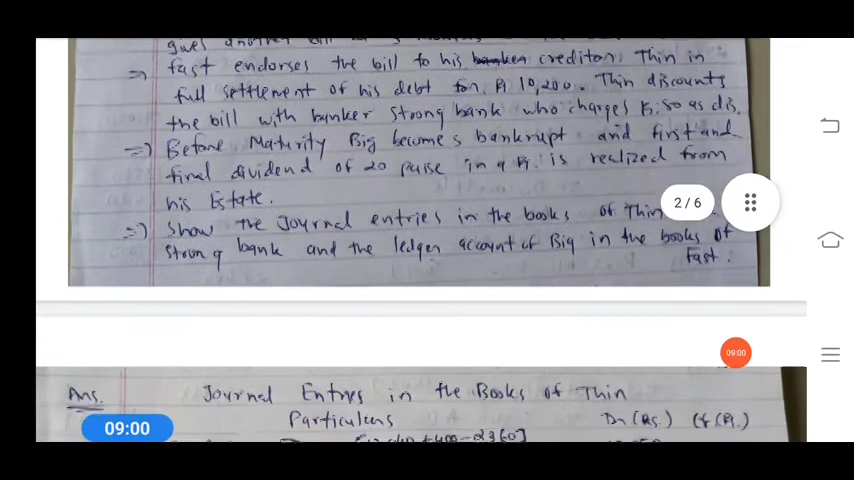 gives another bill
fast endorses the bill to his creditor, Thin in
full settlement of his debt for ₹ 10,200. Thin discounts
the bill with banker Strong bank who charges ₹. 50 as dis.
=) Before Maturity Big becomes bankrupt and first and
final dividend of 20 paise in a ₹. is realized from
his Estate.
2/6
=) Show the Journal entries in the books of Thin
Strong bank and the ledger account of Big in the books of
Fast.
09:00
Ans. Journal Entries in the Books of Thin
09:00
Particulars Dr (Rs.) Cr (₹.)